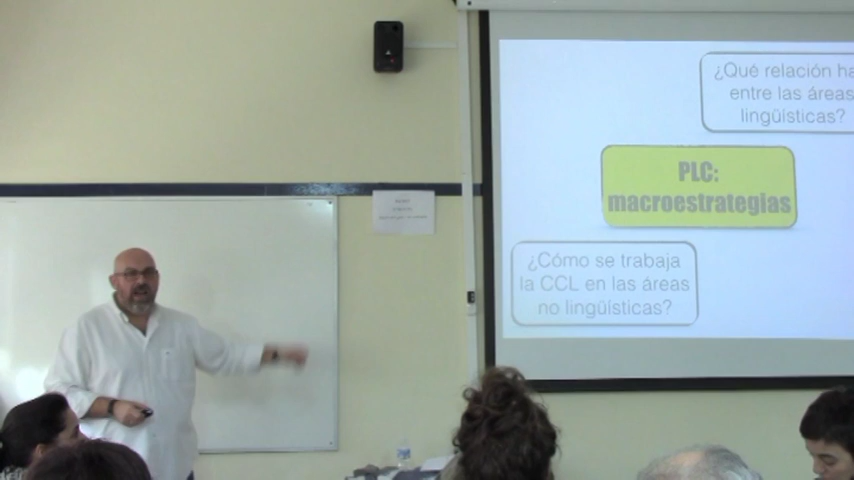 ¿Qué relación ha
entre las áreas
lingüísticas?
PLC:
macroestrategias
¿Cómo se trabaja
la CCL en las áreas
no lingüísticas?